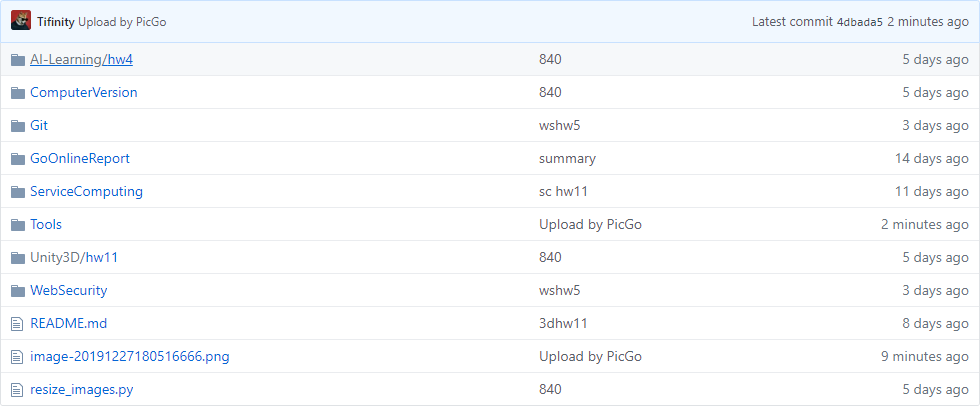 Tifinity Upload by PicGo Latest commit 4dbada5 2 minutes ago
AI-Learning/hw4 840 5 days ago
ComputerVersion 840 5 days ago
Git wshw5 3 days ago
GoOnlineReport summary 14 days ago
ServiceComputing sc hw11 11 days ago
Tools Upload by PicGo 2 minutes ago
Unity3D/hw11 840 5 days ago
WebSecurity wshw5 3 days ago
README.md 3dhw11 8 days ago
image-20191227180516666.png Upload by PicGo 9 minutes ago
resize_images.py 840 5 days ago